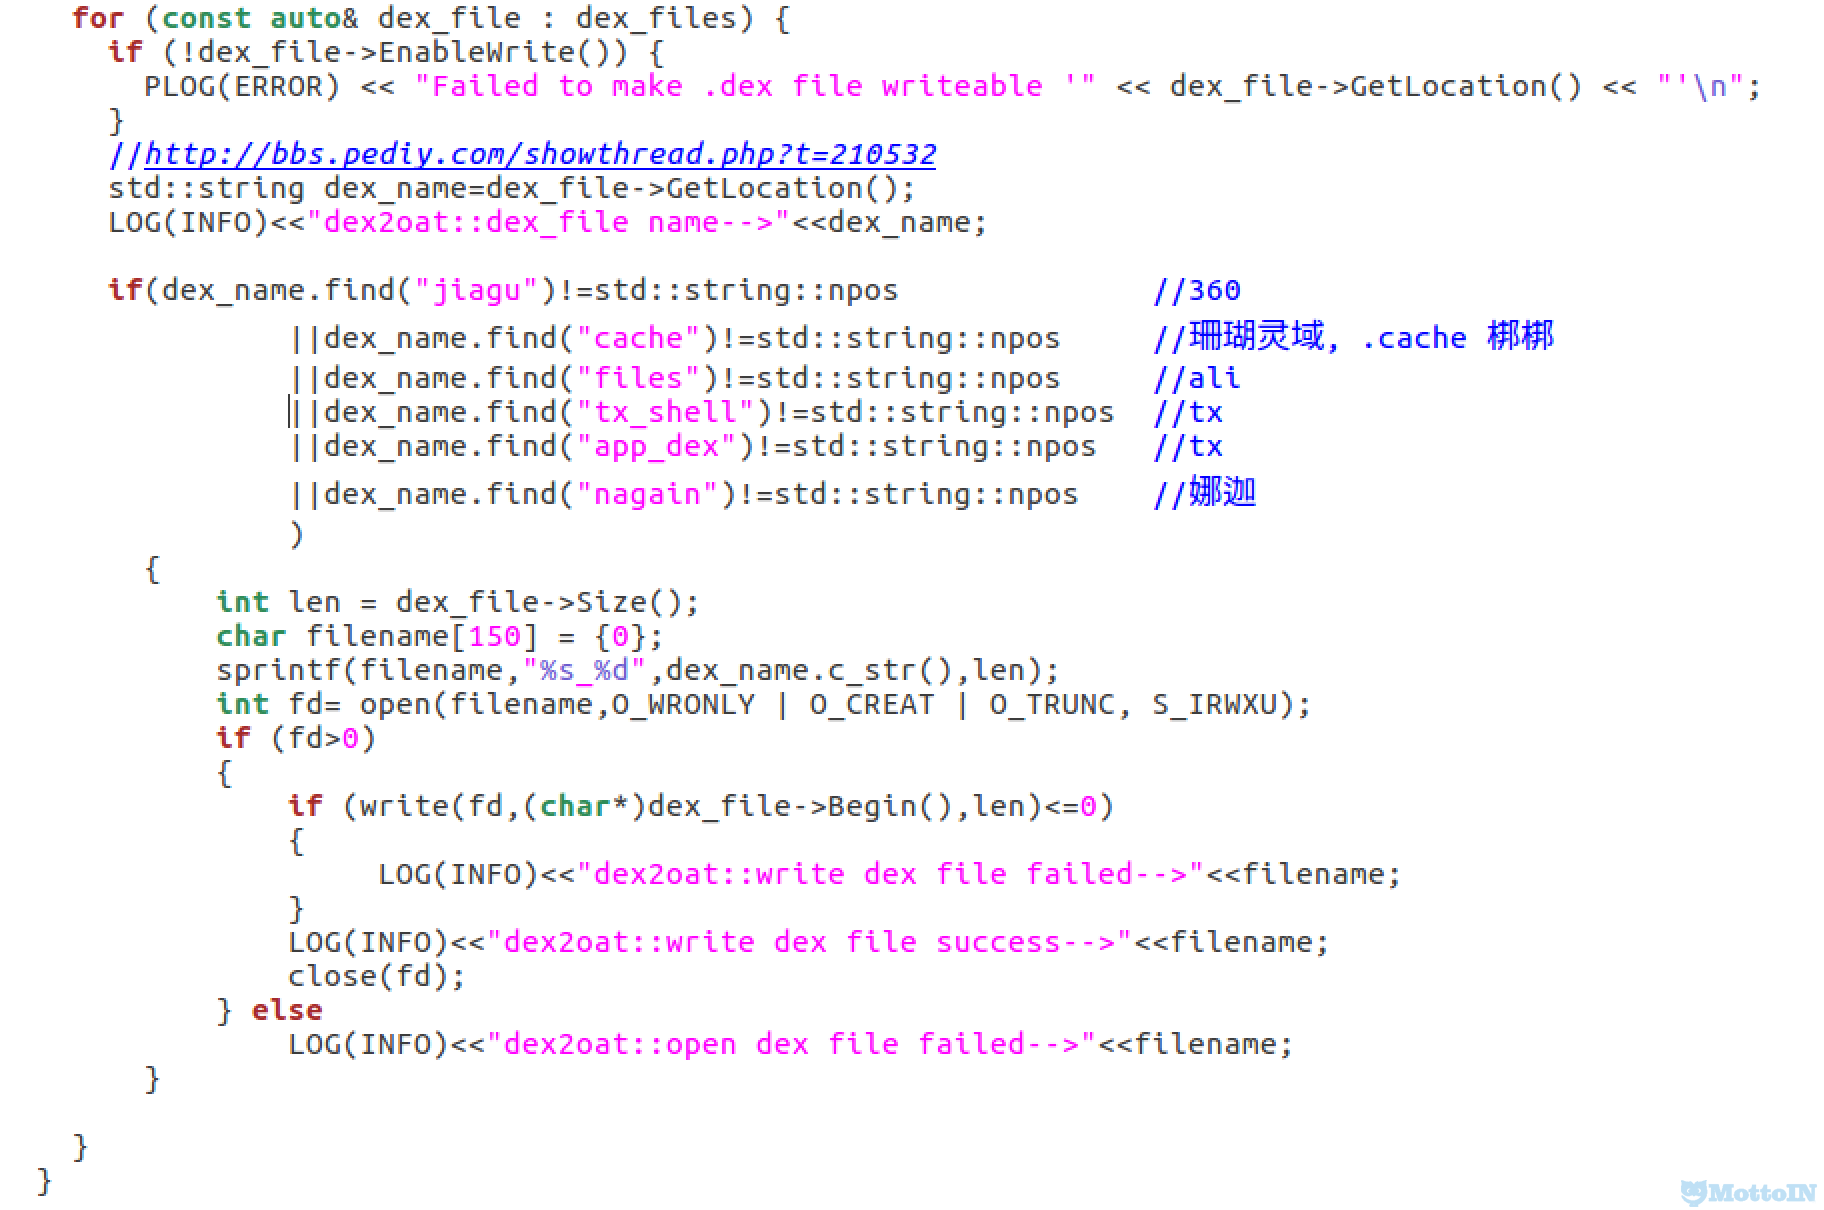 for (const auto& dex_file : dex_files) {
if (!dex_file->EnableWrite()) {
PLOG(ERROR) << "Failed to make .dex file writeable '" << dex_file->GetLocation() << "'\n";
}
//http://bbs.pediy.com/showthread.php?t=210532
std::string dex_name=dex_file->GetLocation();
LOG(INFO)<<"dex2oat::dex_file name-->"<<dex_name;
if(dex_name.find("jiagu")!=std::string::npos //360
||dex_name.find("cache")!=std::string::npos //珊瑚灵域, .cache 梆梆
||dex_name.find("files")!=std::string::npos //ali
||dex_name.find("tx_shell")!=std::string::npos //tx
||dex_name.find("app_dex")!=std::string::npos //tx
||dex_name.find("nagain")!=std::string::npos //娜迦
)
{
int len = dex_file->Size();
char filename[150] = {0};
sprintf(filename,"%s_%d",dex_name.c_str(),len);
int fd= open(filename,O_WRONLY | O_CREAT | O_TRUNC, S_IRWXU);
if (fd>0)
{
if (write(fd,(char*)dex_file->Begin(),len)<=0)
{
LOG(INFO)<<"dex2oat::write dex file failed-->"<<filename;
}
LOG(INFO)<<"dex2oat::write dex file success-->"<<filename;
close(fd);
} else
LOG(INFO)<<"dex2oat::open dex file failed-->"<<filename;
}
}
}
MottoIN